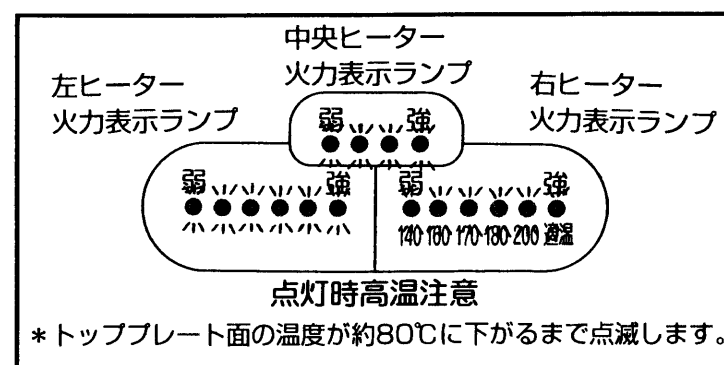 中央ヒーター
火力表示ランプ
左ヒーター
火力表示ランプ
右ヒーター
火力表示ランプ
弱 強
弱 強
弱 強
140 160 170 180 200 適温
点灯時高温注意
*トッププレート面の温度が約80℃に下がるまで点滅します。